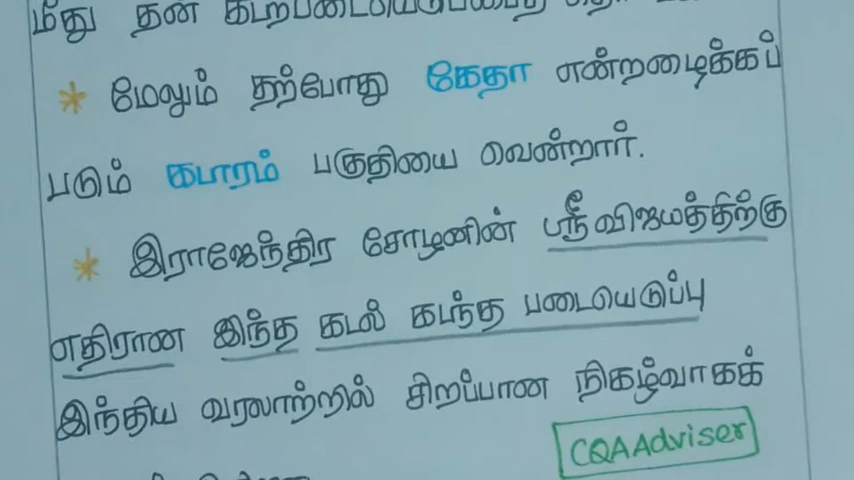 மீது தன்
* மேலும் தற்போது கேதா என்றழைக்கப்
படும் கடாரம் பகுதியை வென்றார்.
* இராஜேந்திர சோழனின் ஸ்ரீ விஜயத்திற்கு
எதிரான இந்த கடல் கடந்த படையெடுப்பு
இந்திய வரலாற்றில் சிறப்பான நிகழ்வாகக்
CQAAdviser